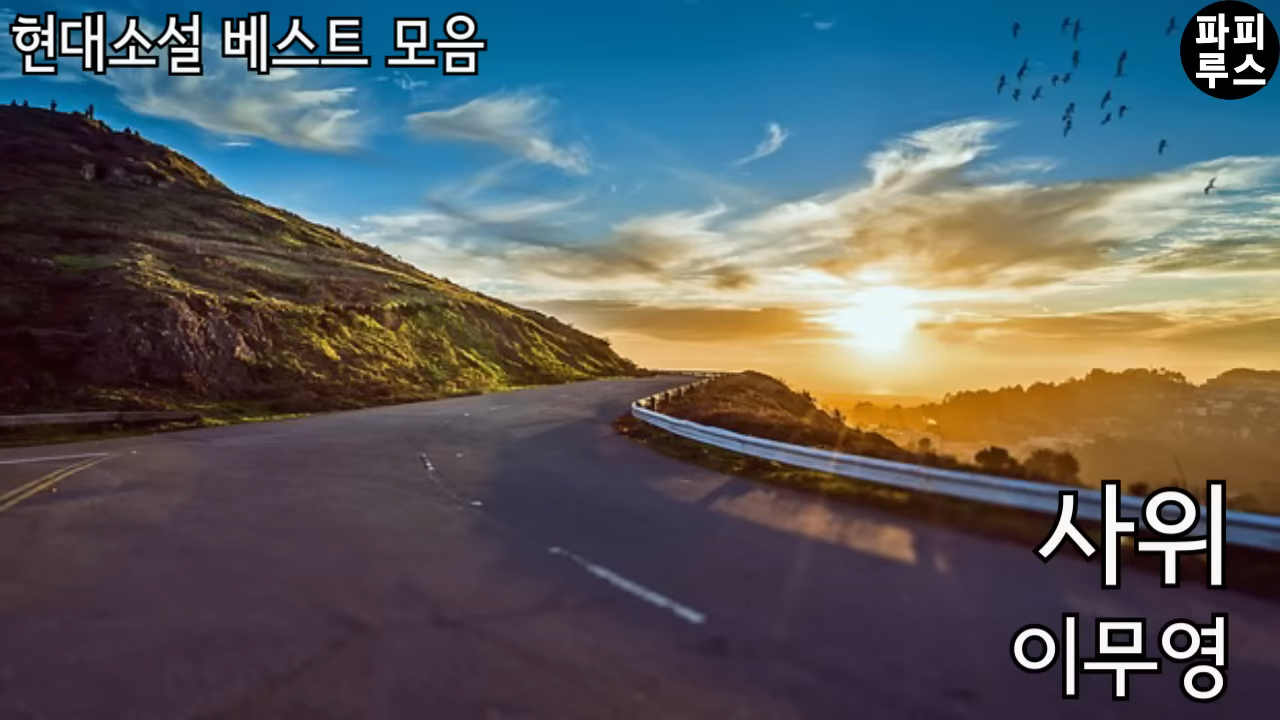 현대소설 베스트 모음
파피
루스
사위
이무영